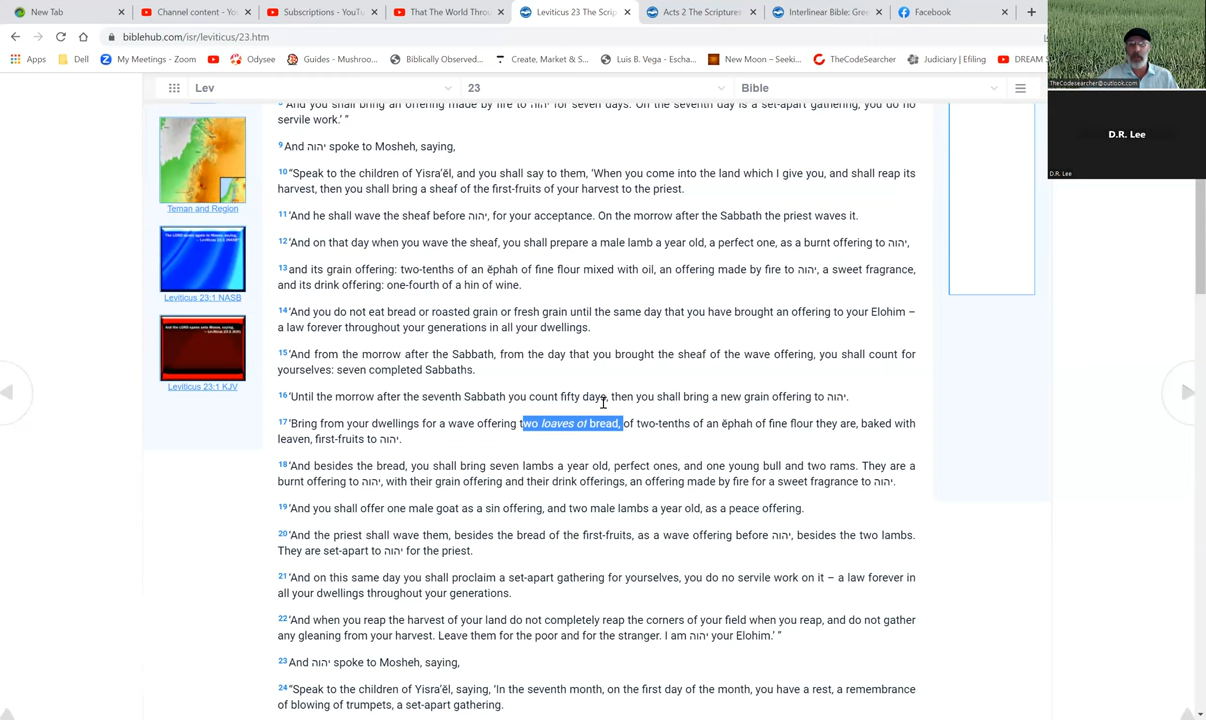 New Tab
Channel content - You
Subscriptions - YouTu
That The World Throu
Leviticus 23 The Scrip
Acts 2 The Scriptures
Interlinear Bible: Gree
Facebook
biblehub.com/isr/leviticus/23.htm
Apps
Dell
My Meetings - Zoom
Odysee
Guides - Mushroo...
Biblically Observed...
Create, Market & S...
Luis B. Vega - Escha...
New Moon – Seeki...
TheCodeSearcher
Judiciary | Efiling
DREAM S
TheCodesearcher@outlook.com
D.R. Lee
D.R. Lee
Lev
23
Bible
'And you shall bring an offering made by fire to יהוה for seven days. On the seventh day is a set-apart gathering, you do no
servile work.' ”
9And יהוה spoke to Mosheh, saying,
10“Speak to the children of Yisra’ĕl, and you shall say to them, ‘When you come into the land which I give you, and shall reap its
harvest, then you shall bring a sheaf of the first-fruits of your harvest to the priest.
11‘And he shall wave the sheaf before יהוה, for your acceptance. On the morrow after the Sabbath the priest waves it.
12‘And on that day when you wave the sheaf, you shall prepare a male lamb a year old, a perfect one, as a burnt offering to יהוה,
13and its grain offering: two-tenths of an ĕphah of fine flour mixed with oil, an offering made by fire to יהוה, a sweet fragrance,
and its drink offering: one-fourth of a hin of wine.
14‘And you do not eat bread or roasted grain or fresh grain until the same day that you have brought an offering to your Elohim –
a law forever throughout your generations in all your dwellings.
15‘And from the morrow after the Sabbath, from the day that you brought the sheaf of the wave offering, you shall count for
yourselves: seven completed Sabbaths.
16‘Until the morrow after the seventh Sabbath you count fifty days, then you shall bring a new grain offering to יהוה.
17‘Bring from your dwellings for a wave offering two loaves of bread, of two-tenths of an ĕphah of fine flour they are, baked with
leaven, first-fruits to יהוה.
18‘And besides the bread, you shall bring seven lambs a year old, perfect ones, and one young bull and two rams. They are a
burnt offering to יהוה, with their grain offering and their drink offerings, an offering made by fire for a sweet fragrance to יהוה.
19‘And you shall offer one male goat as a sin offering, and two male lambs a year old, as a peace offering.
20‘And the priest shall wave them, besides the bread of the first-fruits, as a wave offering before יהוה, besides the two lambs.
They are set-apart to יהוה for the priest.
21‘And on this same day you shall proclaim a set-apart gathering for yourselves, you do no servile work on it – a law forever in
all your dwellings throughout your generations.
22‘And when you reap the harvest of your land do not completely reap the corners of your field when you reap, and do not gather
any gleaning from your harvest. Leave them for the poor and for the stranger. I am יהוה your Elohim.’ ”
23And יהוה spoke to Mosheh, saying,
24“Speak to the children of Yisra’ĕl, saying, ‘In the seventh month, on the first day of the month, you have a rest, a remembrance
of blowing of trumpets, a set-apart gathering.
Teman and Region
Leviticus 23:1 NASB
Leviticus 23:1 KJV